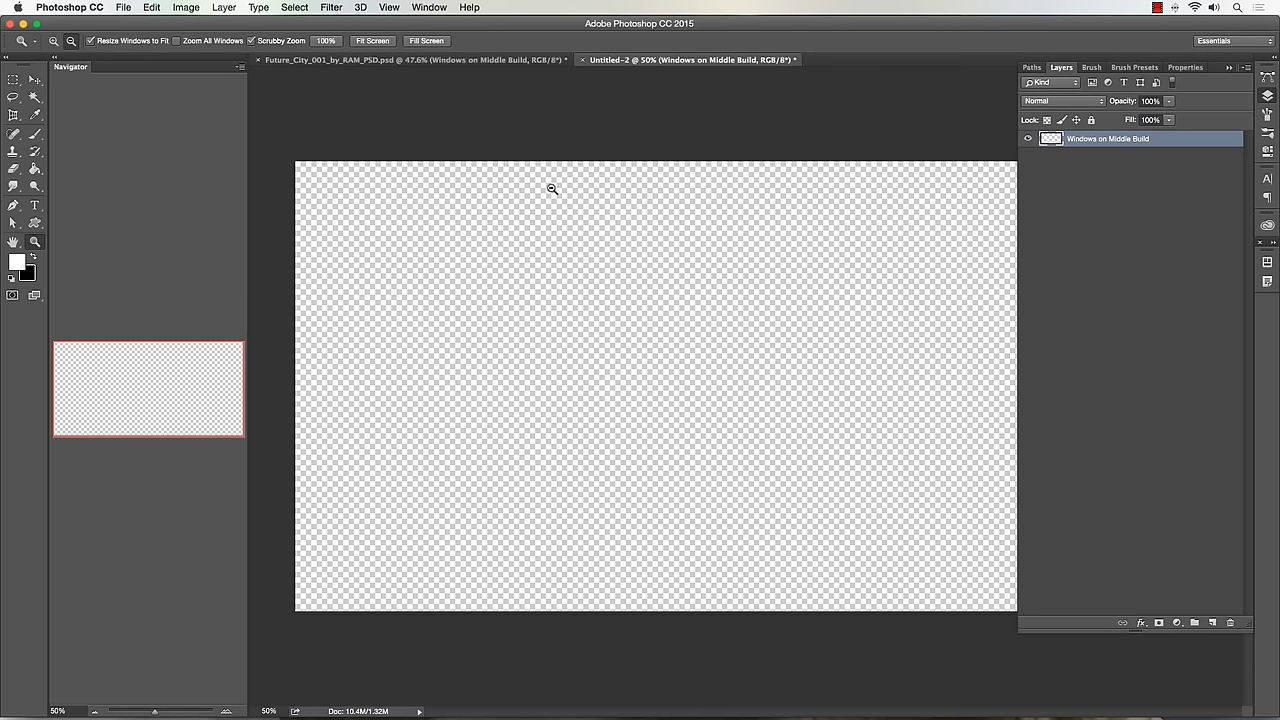 Photoshop CC File Edit Image Layer Type Select Filter 3D View Window Help
Adobe Photoshop CC 2015
Resize Windows to Fit Zoom All Windows Scrubby Zoom 100% Fit Screen Fill Screen Essentials
Future_City_001_by_RAM_PSD.psd @ 47.6% (Windows on Middle Build, RGB/8*) * Untitled-2 @ 50% (Windows on Middle Build, RGB/8*) *
Navigator
Paths Layers Brush Brush Presets Properties
Kind
Normal Opacity: 100%
Lock: Fill: 100%
Windows on Middle Build
50% 50% Doc: 10.4M/1.32M